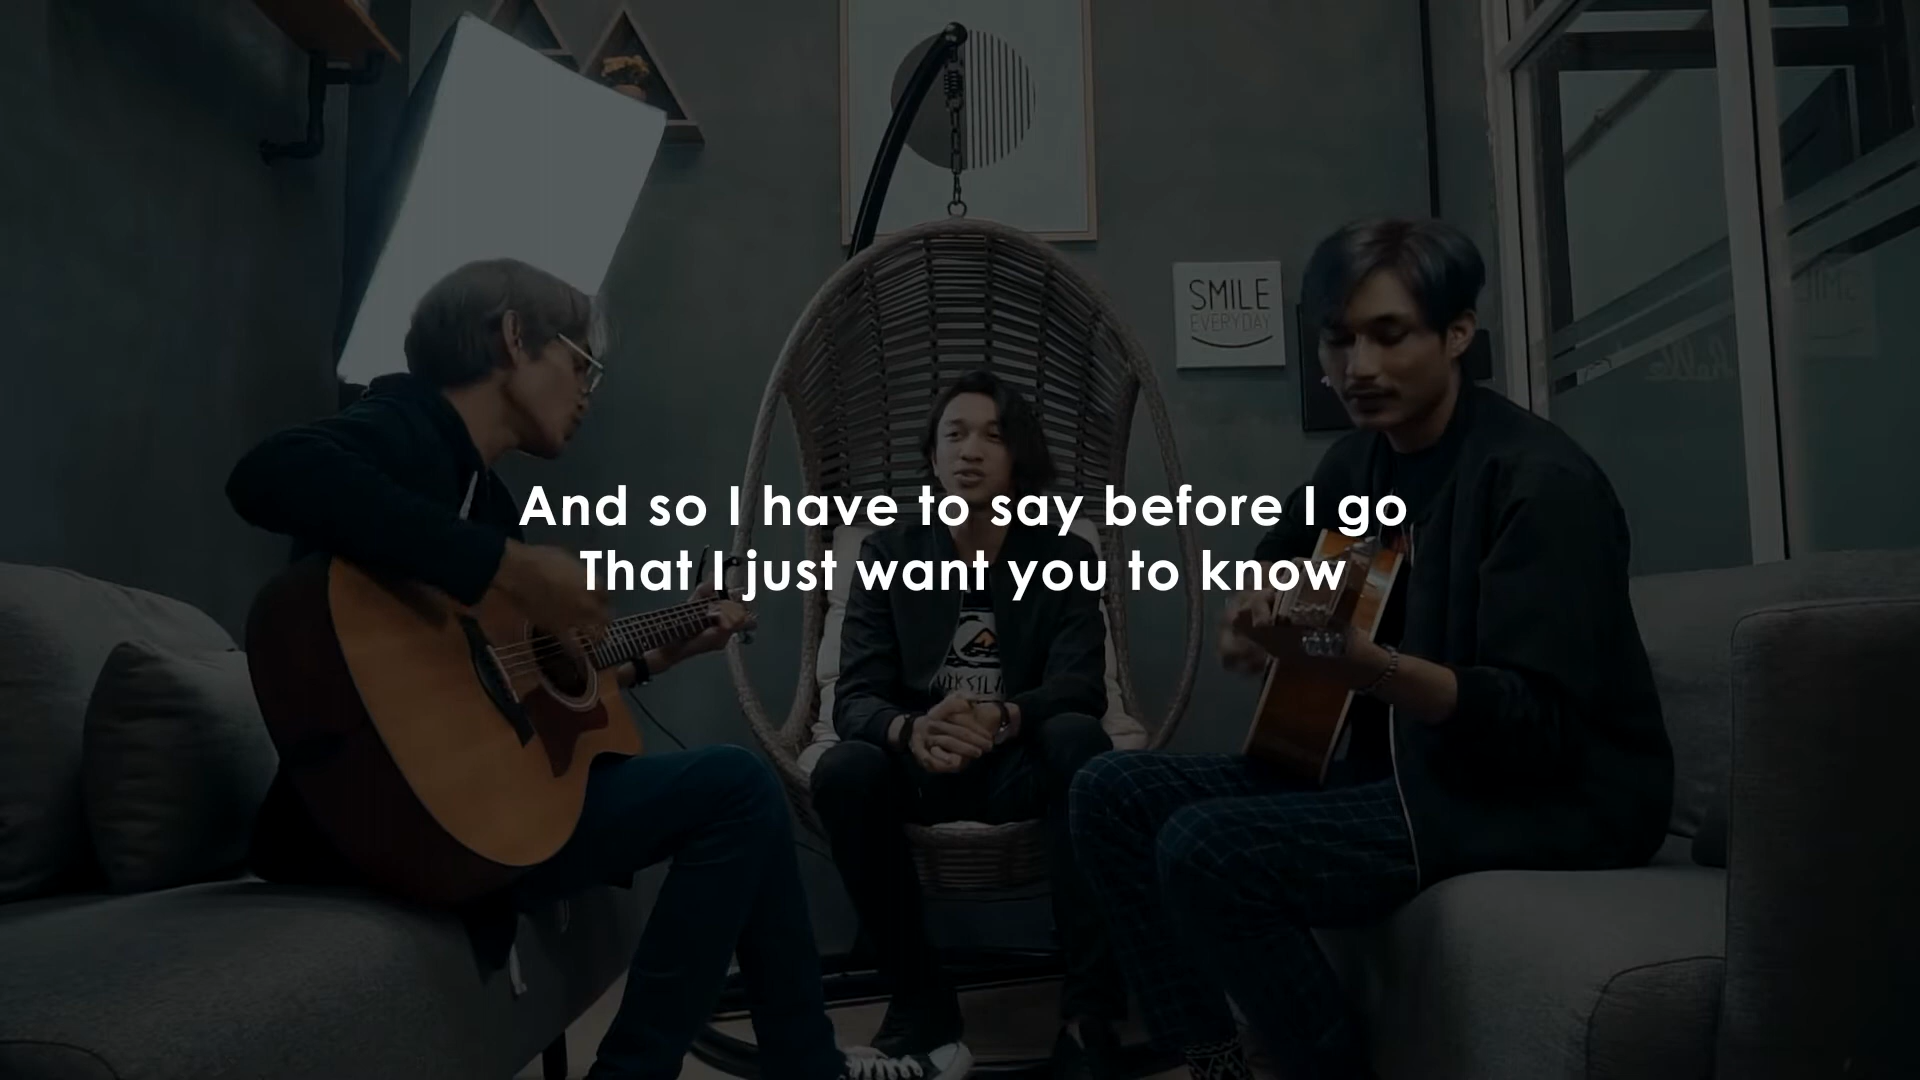 SMILE
EVERYDAY
And so I have to say before I go
That I just want you to know